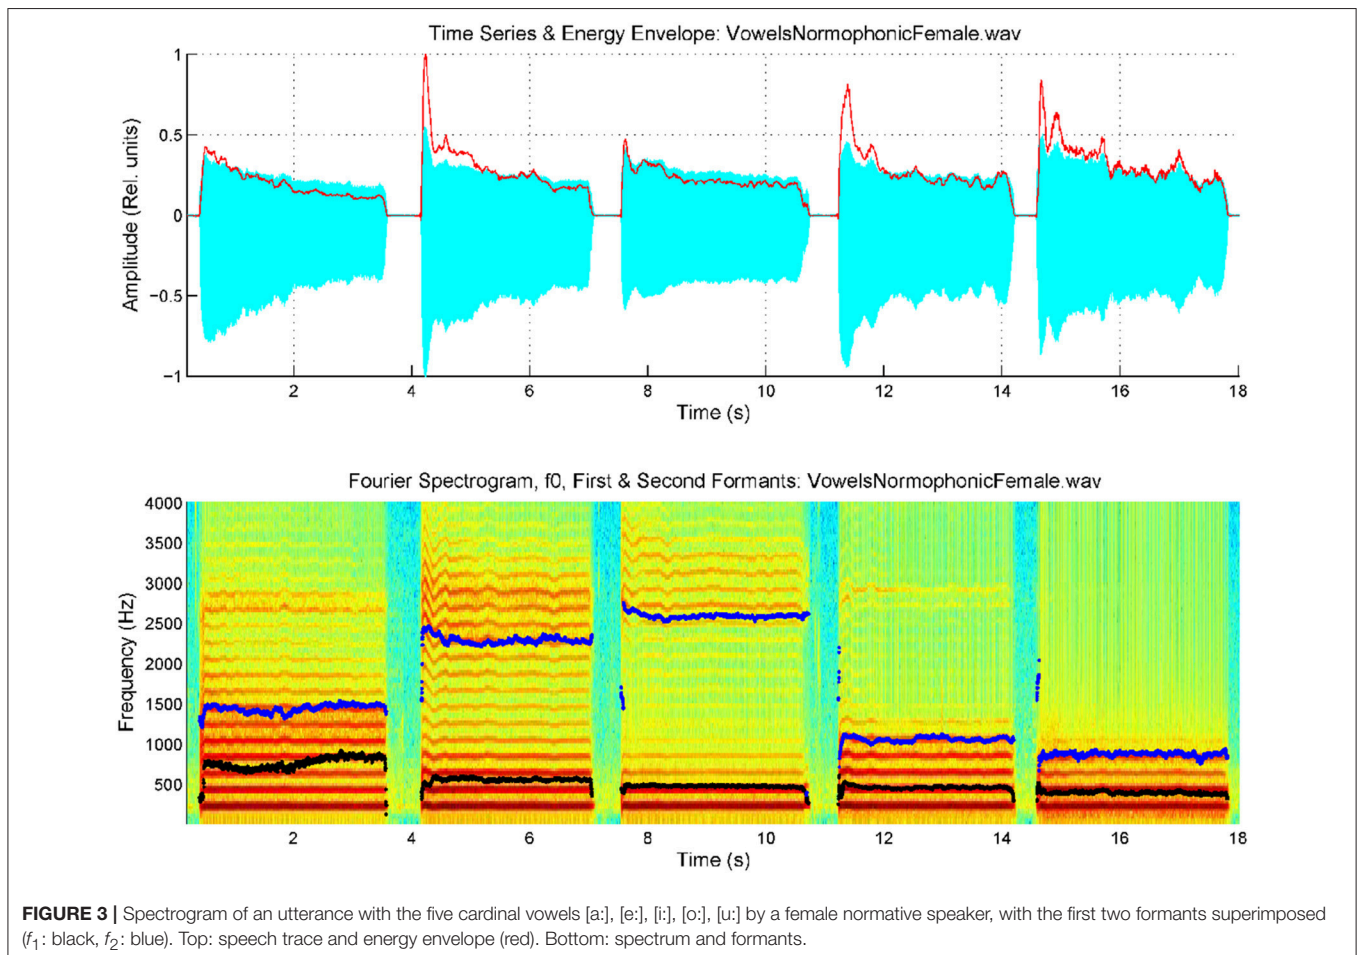 Time Series & Energy Envelope: VowelsNormophonicFemale.wav
Amplitude (Rel. units)
1
0.5
0
−0.5
−1
2 4 6 8 10 12 14 16 18
Time (s)
Fourier Spectrogram, f0, First & Second Formants: VowelsNormophonicFemale.wav
Frequency (Hz)
4000
3500
3000
2500
2000
1500
1000
500
2 4 6 8 10 12 14 16 18
Time (s)
FIGURE 3 | Spectrogram of an utterance with the five cardinal vowels [a:], [e:], [i:], [o:], [u:] by a female normative speaker, with the first two formants superimposed
(f1: black, f2: blue). Top: speech trace and energy envelope (red). Bottom: spectrum and formants.